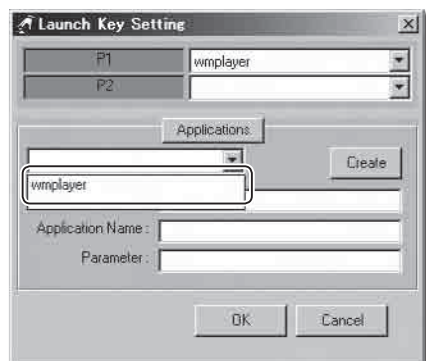 Launch Key Setting
P1 wmplayer
P2
Applications
Create
wmplayer
Application Name :
Parameter :
OK Cancel